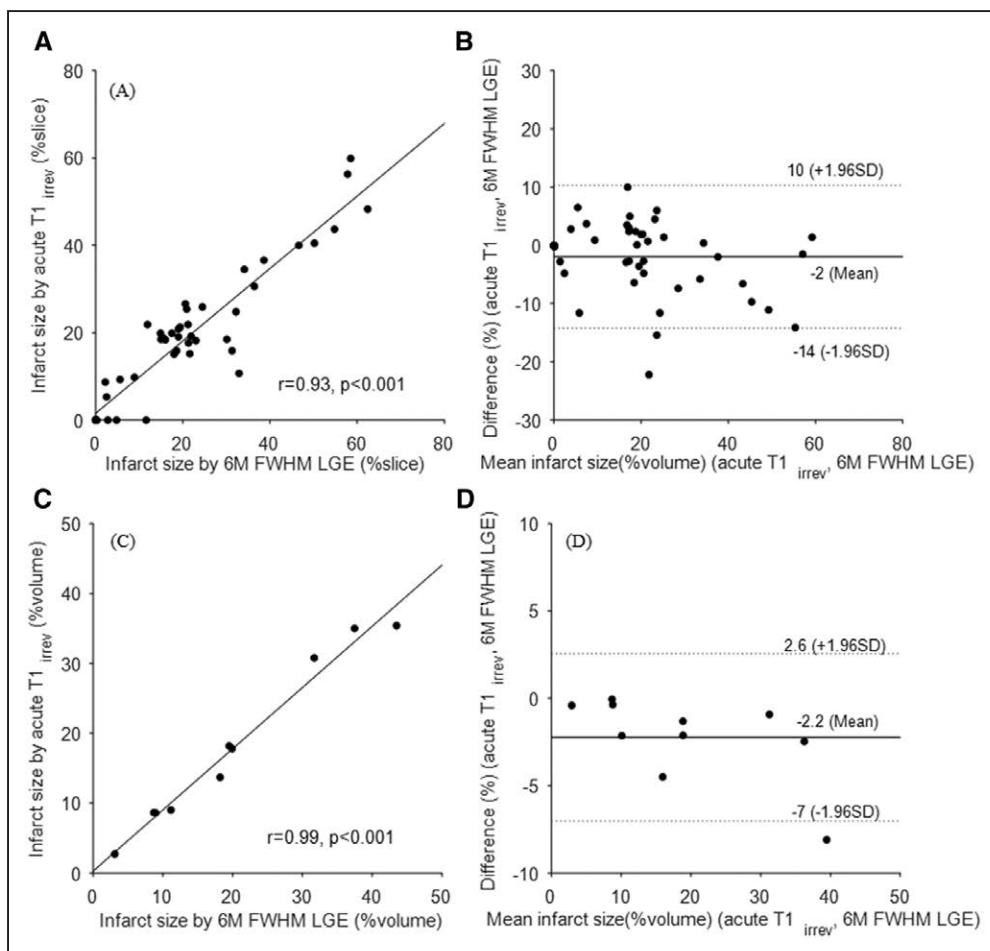 A
(A)
80
60
40
20
0
0
20
40
60
80
Infarct size by acute T1 irrev (%slice)
r=0.93, p<0.001
Infarct size by 6M FWHM LGE (%slice)
B
30
20
10
0
-10
-20
-30
0
20
40
60
80
Difference (%) (acute T1 irrev, 6M FWHM LGE)
10 (+1.96SD)
-2 (Mean)
-14 (-1.96SD)
Mean infarct size(%volume) (acute T1 irrev, 6M FWHM LGE)
C
(C)
50
40
30
20
10
0
0
10
20
30
40
50
Infarct size by acute T1 irrev (%volume)
r=0.99, p<0.001
Infarct size by 6M FWHM LGE (%volume)
D
(D)
10
5
0
-5
-10
0
10
20
30
40
50
Difference (%) (acute T1 irrev, 6M FWHM LGE)
2.6 (+1.96SD)
-2.2 (Mean)
-7 (-1.96SD)
Mean infarct size(%volume) (acute T1 irrev, 6M FWHM LGE)